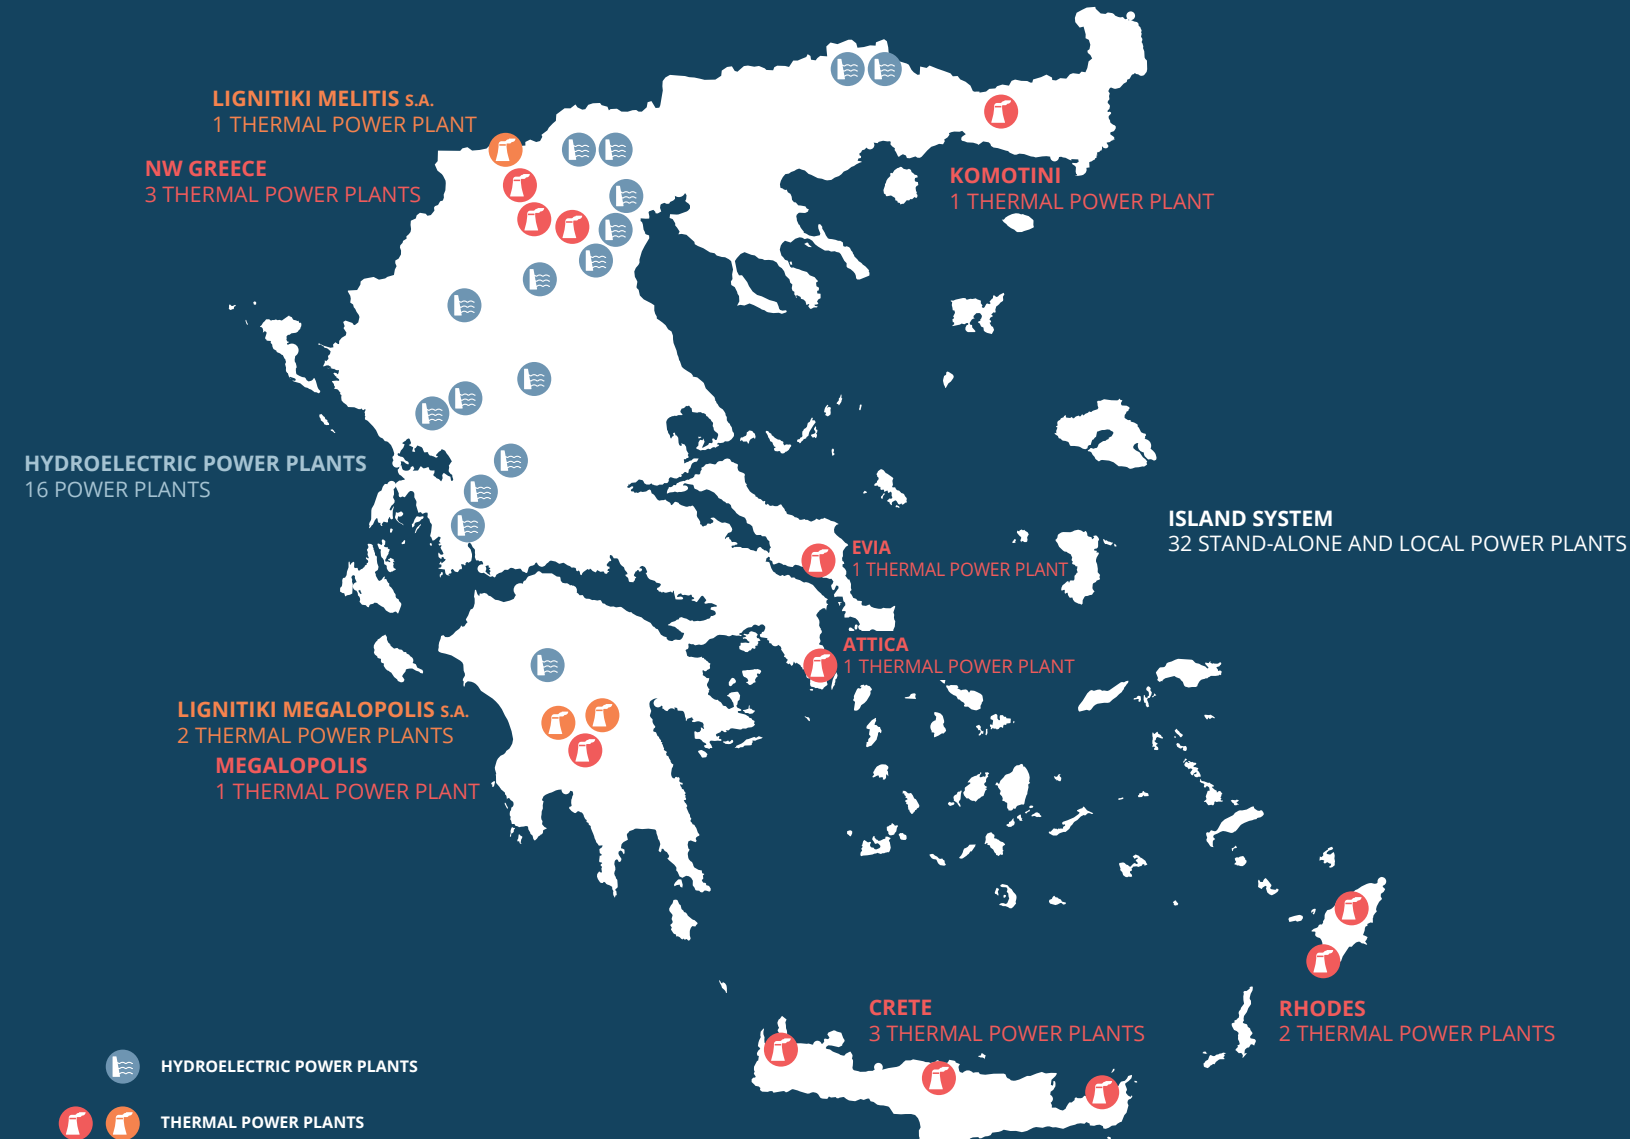 LIGNITIKI MELITIS S.A.
1 THERMAL POWER PLANT
NW GREECE
3 THERMAL POWER PLANTS
KOMOTINI
1 THERMAL POWER PLANT
HYDROELECTRIC POWER PLANTS
16 POWER PLANTS
ISLAND SYSTEM
32 STAND-ALONE AND LOCAL POWER PLANTS
EVIA
1 THERMAL POWER PLANT
ATTICA
1 THERMAL POWER PLANT
LIGNITIKI MEGALOPOLIS S.A.
2 THERMAL POWER PLANTS
MEGALOPOLIS
1 THERMAL POWER PLANT
CRETE
3 THERMAL POWER PLANTS
RHODES
2 THERMAL POWER PLANTS
HYDROELECTRIC POWER PLANTS
THERMAL POWER PLANTS